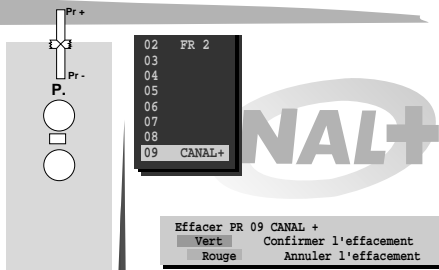 Pr +
Pr -
P.
02 FR 2
03
04
05
06
07
08
09 CANAL+
NAL+
Effacer PR 09 CANAL +
Vert Confirmer l'effacement
Rouge Annuler l'effacement